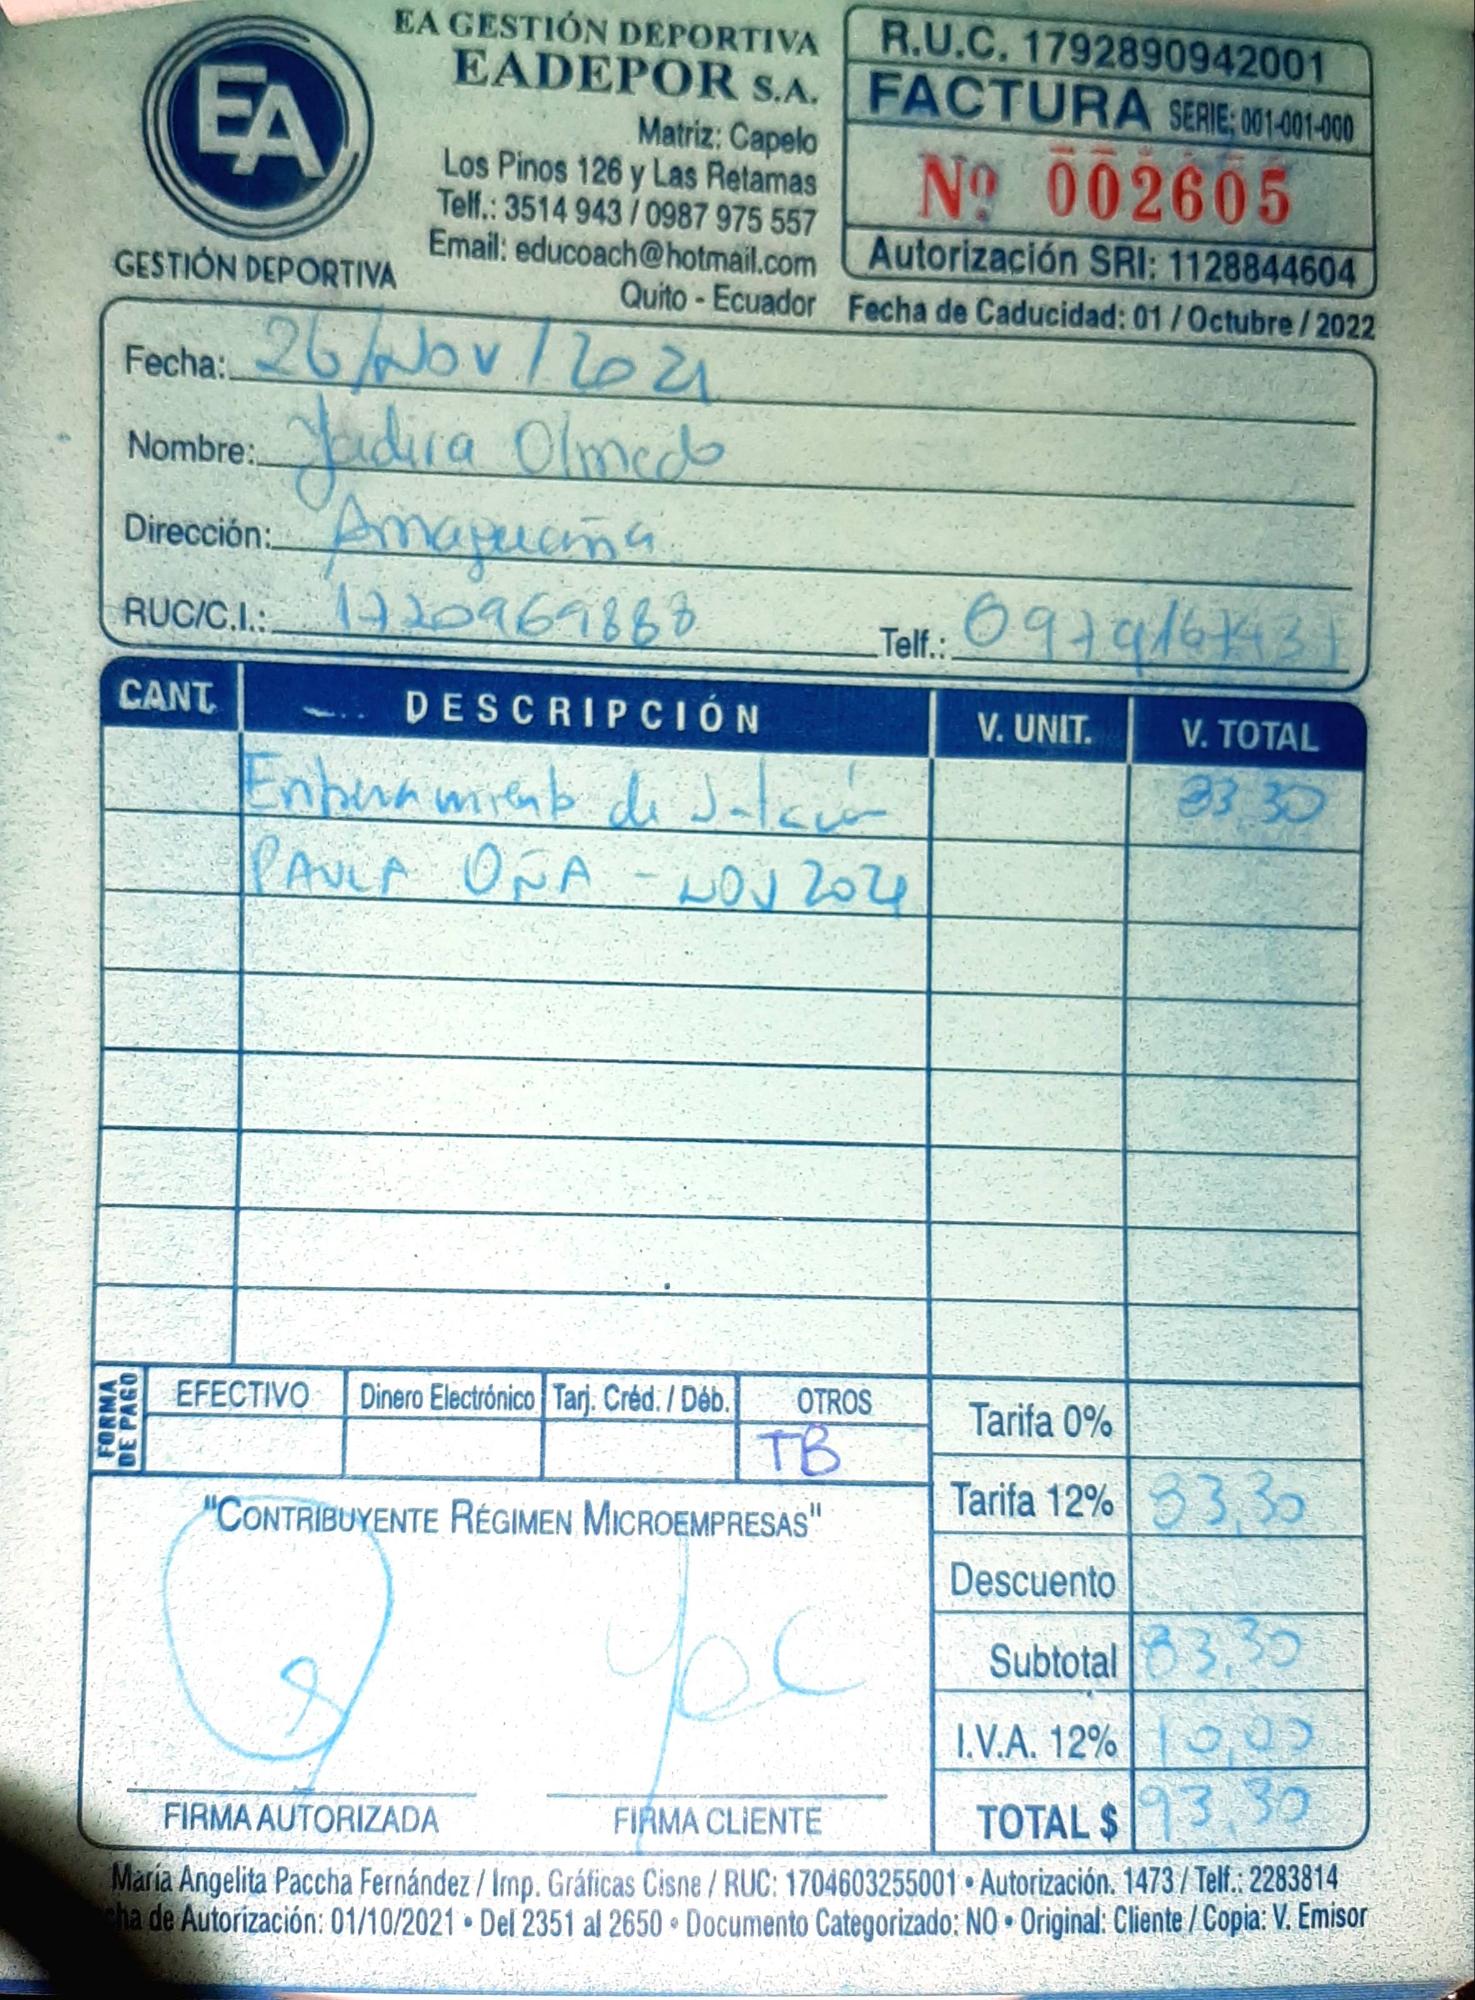 EA
GESTIÓN DEPORTIVA
EA GESTIÓN DEPORTIVA
EADEPOR S.A.
Matriz: Capelo
Los Pinos 126 y Las Retamas
Telf.: 3514 943 / 0987 975 557
Email: educoach@hotmail.com
Quito - Ecuador
R.U.C. 1792890942001
FACTURA SERIE: 001-001-000
Nº 002605
Autorización SRI: 1128844604
Fecha de Caducidad: 01 / Octubre / 2022
Fecha: 26/Nov/2021
Nombre: Yadira Olmedo
Dirección: Amaguaña
RUC/C.I.: 1720969888 Telf.:
CANT. DESCRIPCIÓN V. UNIT. V. TOTAL
Entrenamiento de 83,30
PAULA OÑA - NOV 2021
FORMA DE PAGO
EFECTIVO Dinero Electrónico Tarj. Créd. / Déb. OTROS
TB
Tarifa 0%
Tarifa 12% 83,30
Descuento
Subtotal 83,30
I.V.A. 12% 10,00
TOTAL $ 93,30
"CONTRIBUYENTE RÉGIMEN MICROEMPRESAS"
FIRMA AUTORIZADA FIRMA CLIENTE
María Angelita Paccha Fernández / Imp. Gráficas Cisne / RUC: 1704603255001 • Autorización. 1473 / Telf.: 2283814
de Autorización: 01/10/2021 • Del 2351 al 2650 • Documento Categorizado: NO • Original: Cliente / Copia: V. Emisor